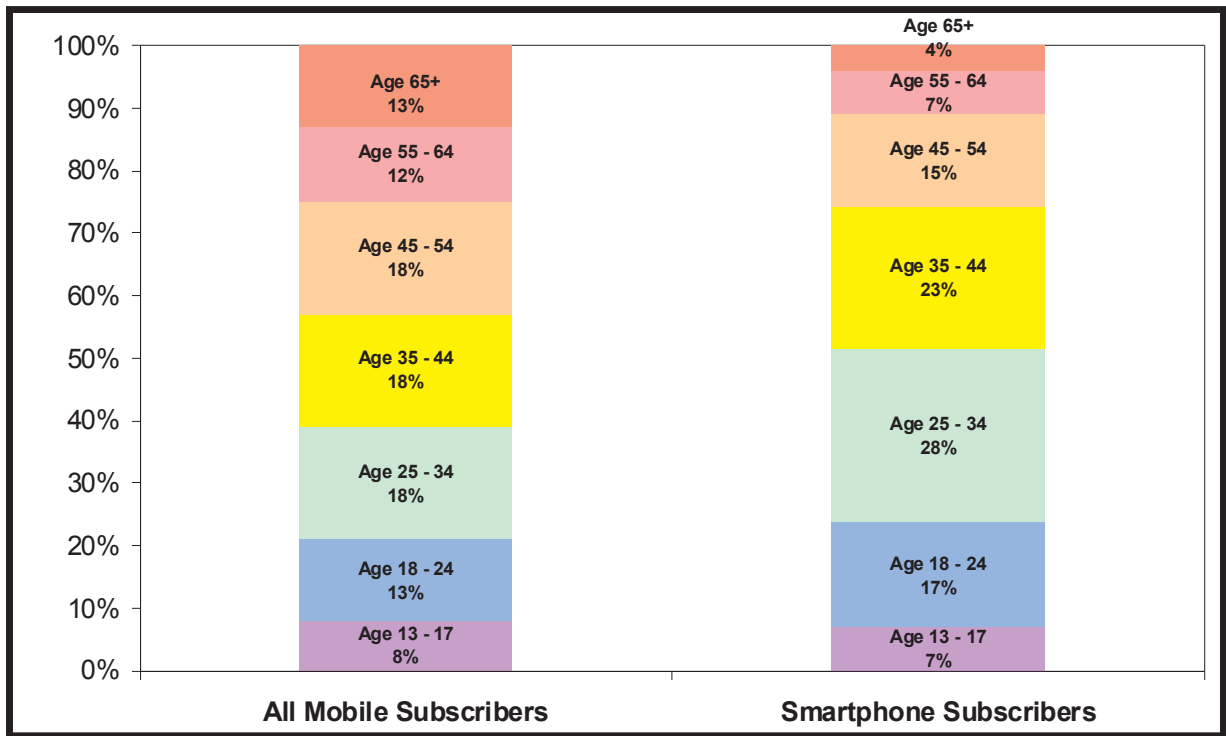 100%
90%
80%
70%
60%
50%
40%
30%
20%
10%
0%
Age 65+
13%
Age 55 - 64
12%
Age 45 - 54
18%
Age 35 - 44
18%
Age 25 - 34
18%
Age 18 - 24
13%
Age 13 - 17
8%
Age 65+
4%
Age 55 - 64
7%
Age 45 - 54
15%
Age 35 - 44
23%
Age 25 - 34
28%
Age 18 - 24
17%
Age 13 - 17
7%
All Mobile Subscribers
Smartphone Subscribers